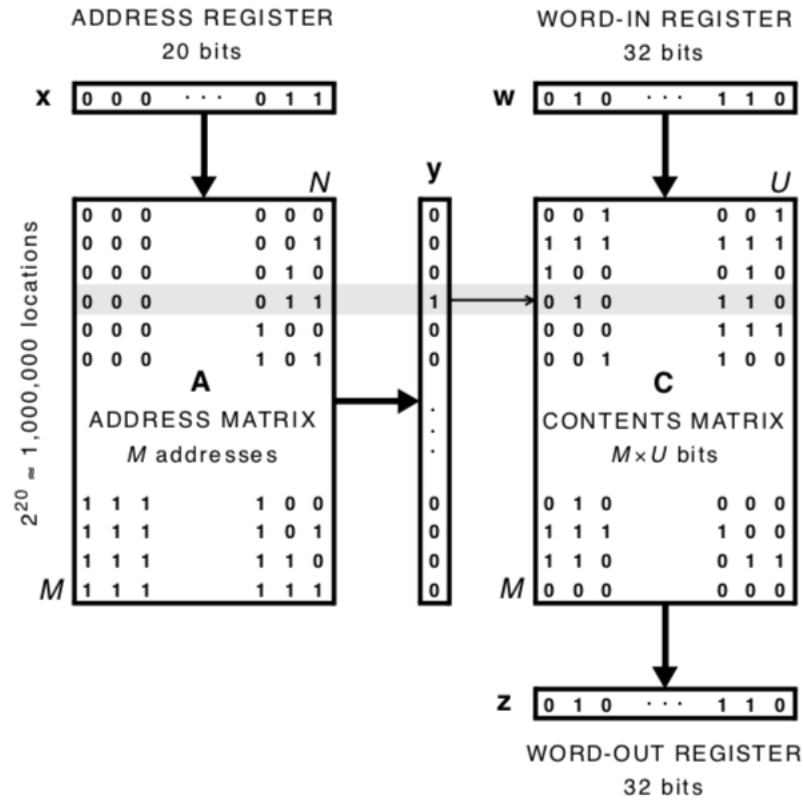 ADDRESS REGISTER
20 bits
WORD-IN REGISTER
32 bits
x 0 0 0 · · · 0 1 1
w 0 1 0 · · · 1 1 0
N
y
U
2²⁰ ≈ 1,000,000 locations
0 0 0 0 0 0 0 0 0 1 0 0 1
0 0 0 0 0 1 0 1 1 1 1 1 1
0 0 0 0 1 0 0 1 0 0 0 1 0
0 0 0 0 1 1 1 0 1 0 1 1 0
0 0 0 1 0 0 0 0 0 0 1 1 1
0 0 0 1 0 1 0 0 0 1 1 0 0
A
ADDRESS MATRIX
M addresses
·
·
·
C
CONTENTS MATRIX
M×U bits
1 1 1 1 0 0 0 0 1 0 0 0 0
1 1 1 1 0 1 0 1 1 1 1 0 0
1 1 1 1 1 0 0 1 1 0 0 1 1
M 1 1 1 1 1 1 0 M 0 0 0 0 0 0
z 0 1 0 · · · 1 1 0
WORD-OUT REGISTER
32 bits